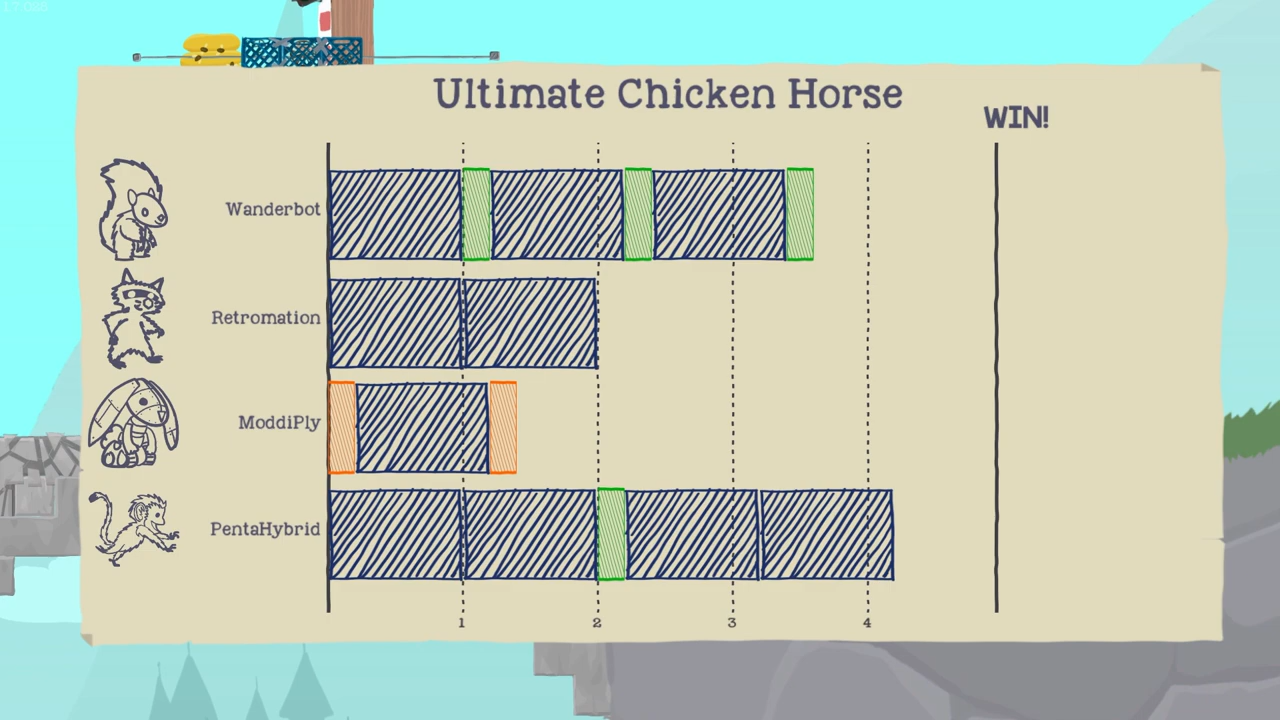 Ultimate Chicken Horse
WIN!
Wanderbot
Retromation
ModdiPly
PentaHybrid
1 2 3 4